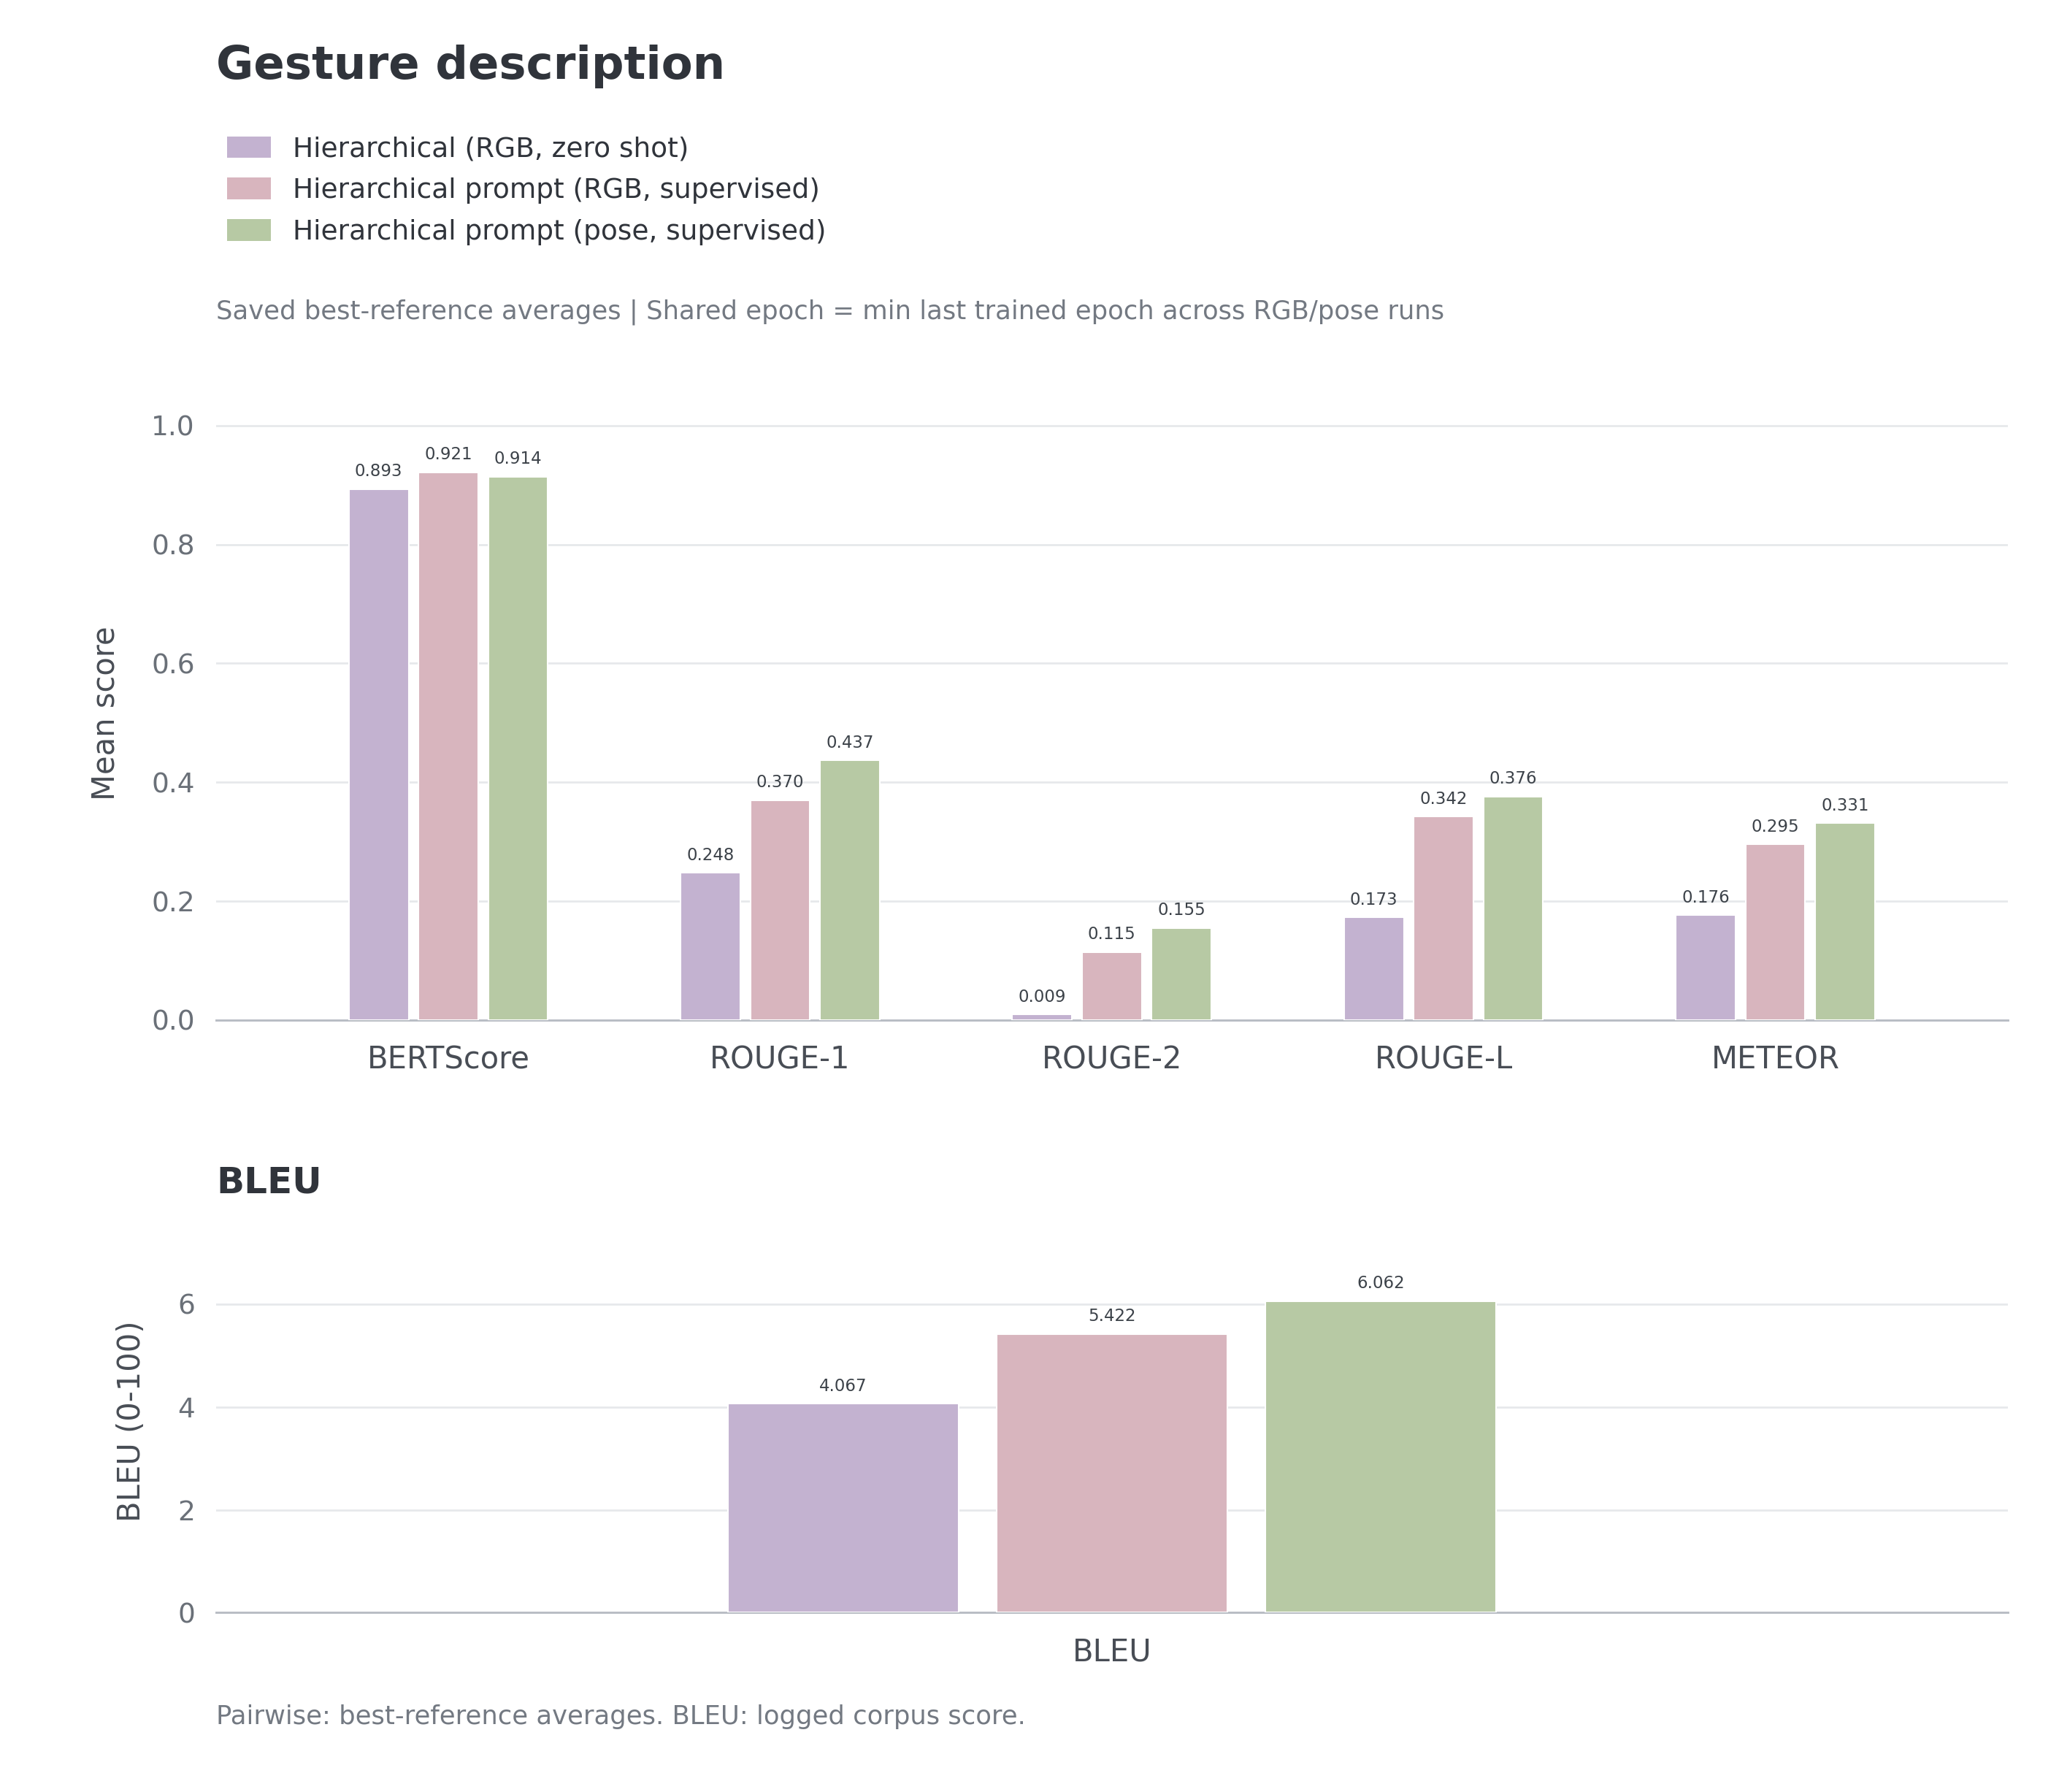 Gesture description
Hierarchical (RGB, zero shot)
Hierarchical prompt (RGB, supervised)
Hierarchical prompt (pose, supervised)
Saved best-reference averages | Shared epoch = min last trained epoch across RGB/pose runs
Mean score
1.0
0.8
0.6
0.4
0.2
0.0
0.893 0.921 0.914
0.248 0.370 0.437
0.009 0.115 0.155
0.173 0.342 0.376
0.176 0.295 0.331
BERTScore ROUGE-1 ROUGE-2 ROUGE-L METEOR
BLEU
BLEU (0-100)
6
4
2
0
4.067 5.422 6.062
BLEU
Pairwise: best-reference averages. BLEU: logged corpus score.